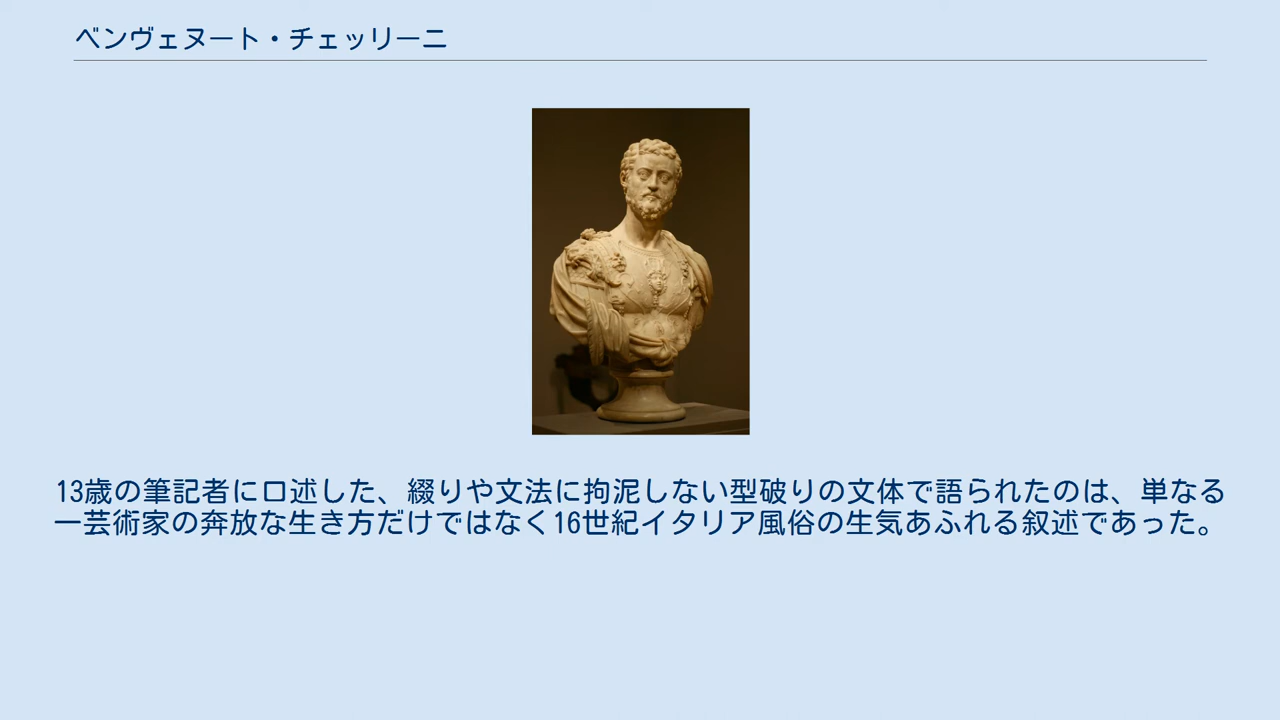 ベンヴェヌート・チェッリーニ
13歳の筆記者に口述した、綴りや文法に拘泥しない型破りの文体で語られたのは、単なる
一芸術家の奔放な生き方だけではなく16世紀イタリア風俗の生気あふれる叙述であった。